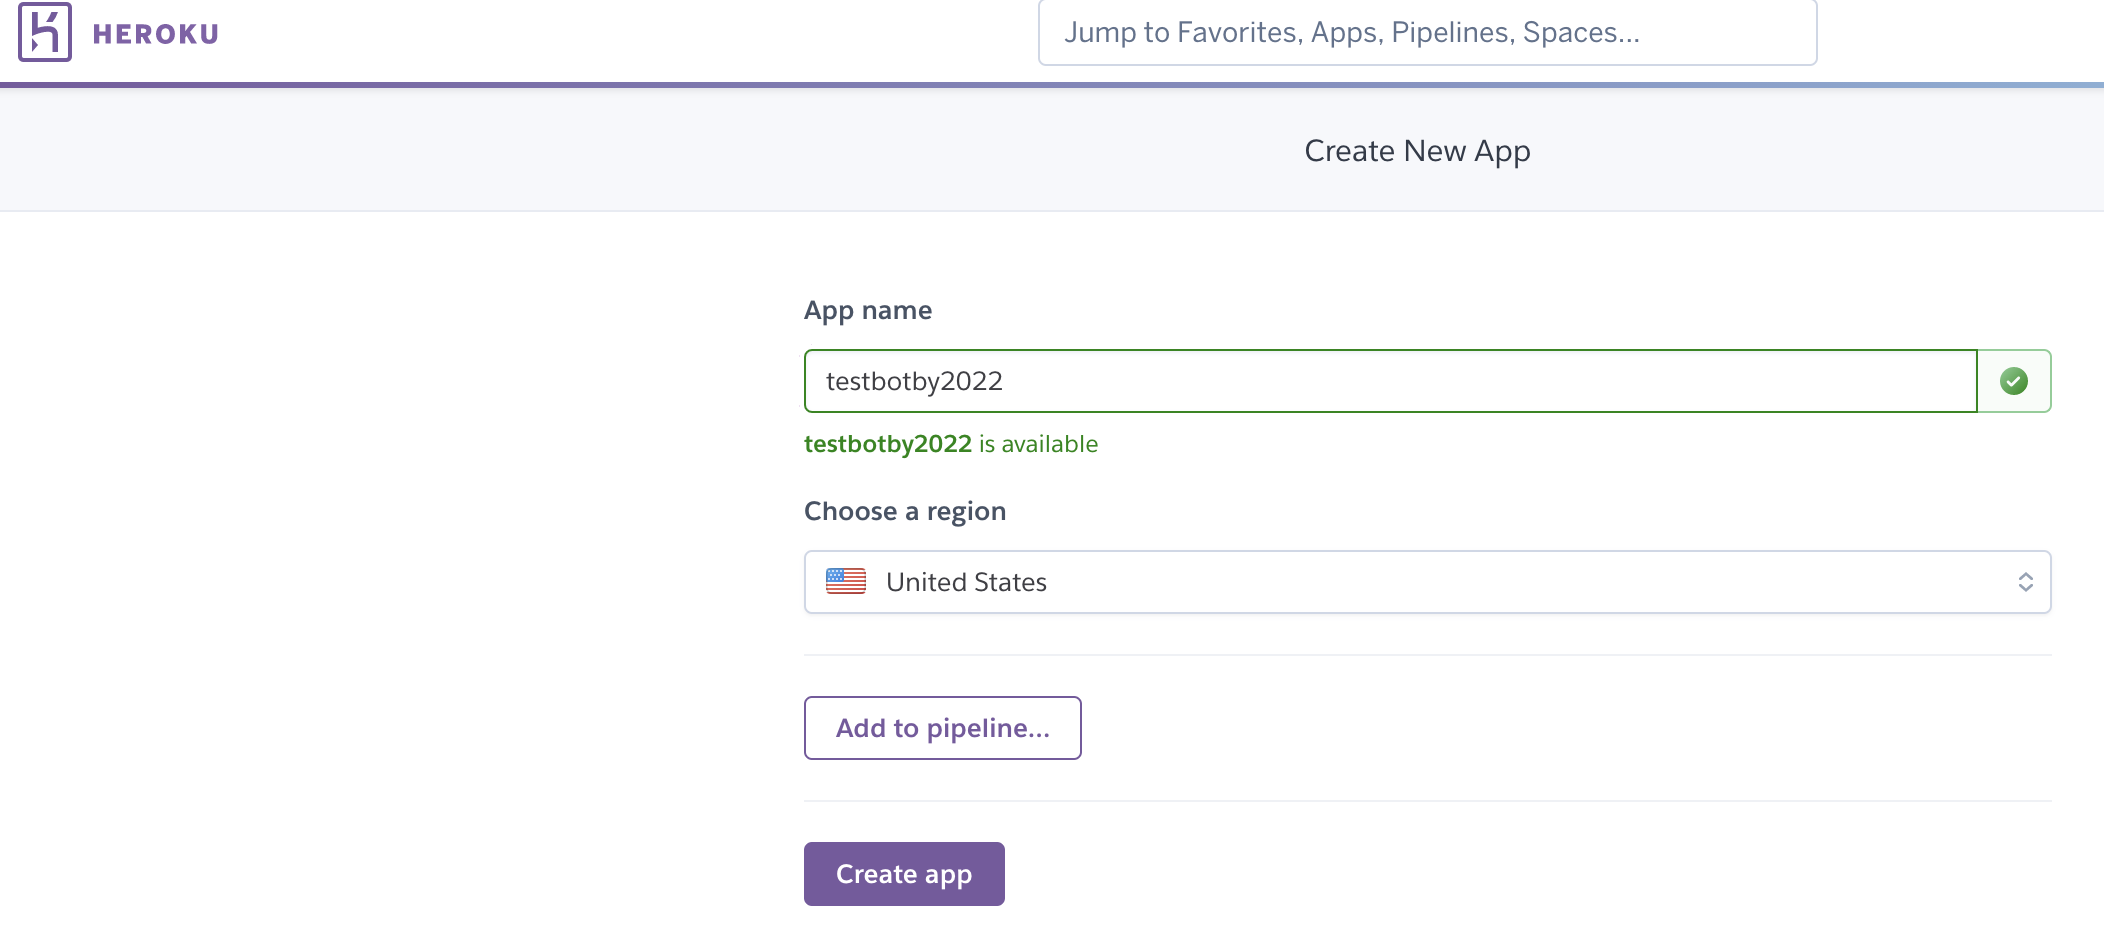 HEROKU
Jump to Favorites, Apps, Pipelines, Spaces...
Create New App
App name
testbotby2022
testbotby2022 is available
Choose a region
United States
Add to pipeline...
Create app